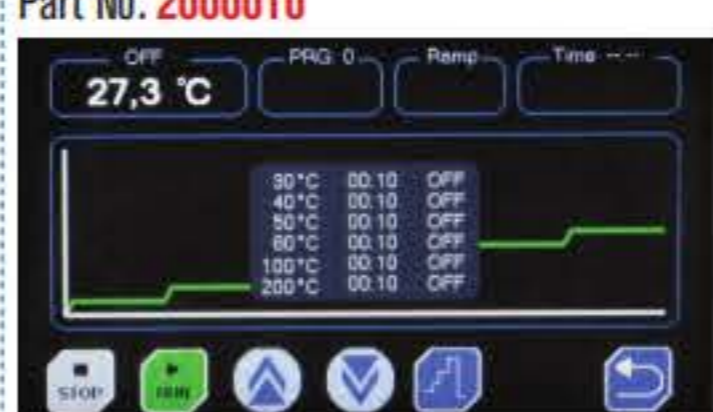 Part No. 2000010
OFF PRG 0 Ramp Time -- --
27,3 °C
30°C 00:10 OFF
40°C 00:10 OFF
50°C 00:10 OFF
60°C 00:10 OFF
100°C 00:10 OFF
200°C 00:10 OFF
STOP RUN